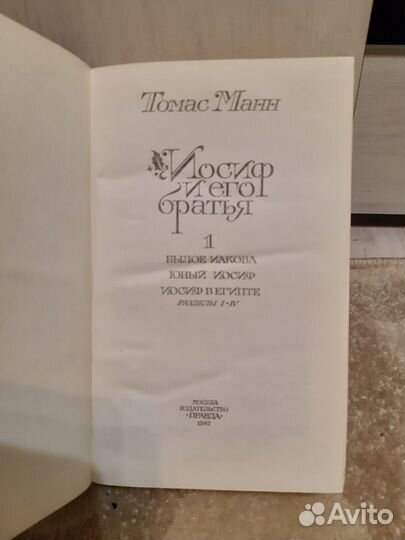 Томас Манн
Иосиф
и его
братья
1
Былое Иакова
Юный Иосиф
Иосиф в Египте
разделы I-IV
Москва
издательство
«Правда»
1987
Avito